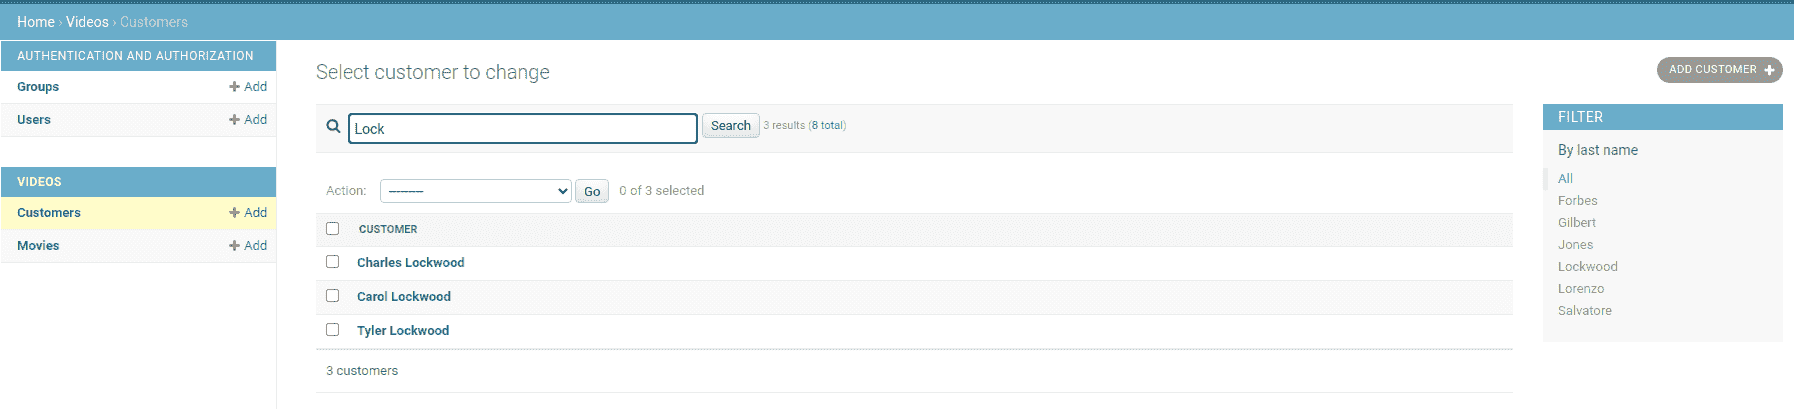 Home › Videos › Customers
AUTHENTICATION AND AUTHORIZATION
Groups + Add
Users + Add
VIDEOS
Customers + Add
Movies + Add
Select customer to change
ADD CUSTOMER +
Lock Search 3 results (8 total)
Action: --------- Go 0 of 3 selected
CUSTOMER
Charles Lockwood
Carol Lockwood
Tyler Lockwood
3 customers
FILTER
By last name
All
Forbes
Gilbert
Jones
Lockwood
Lorenzo
Salvatore